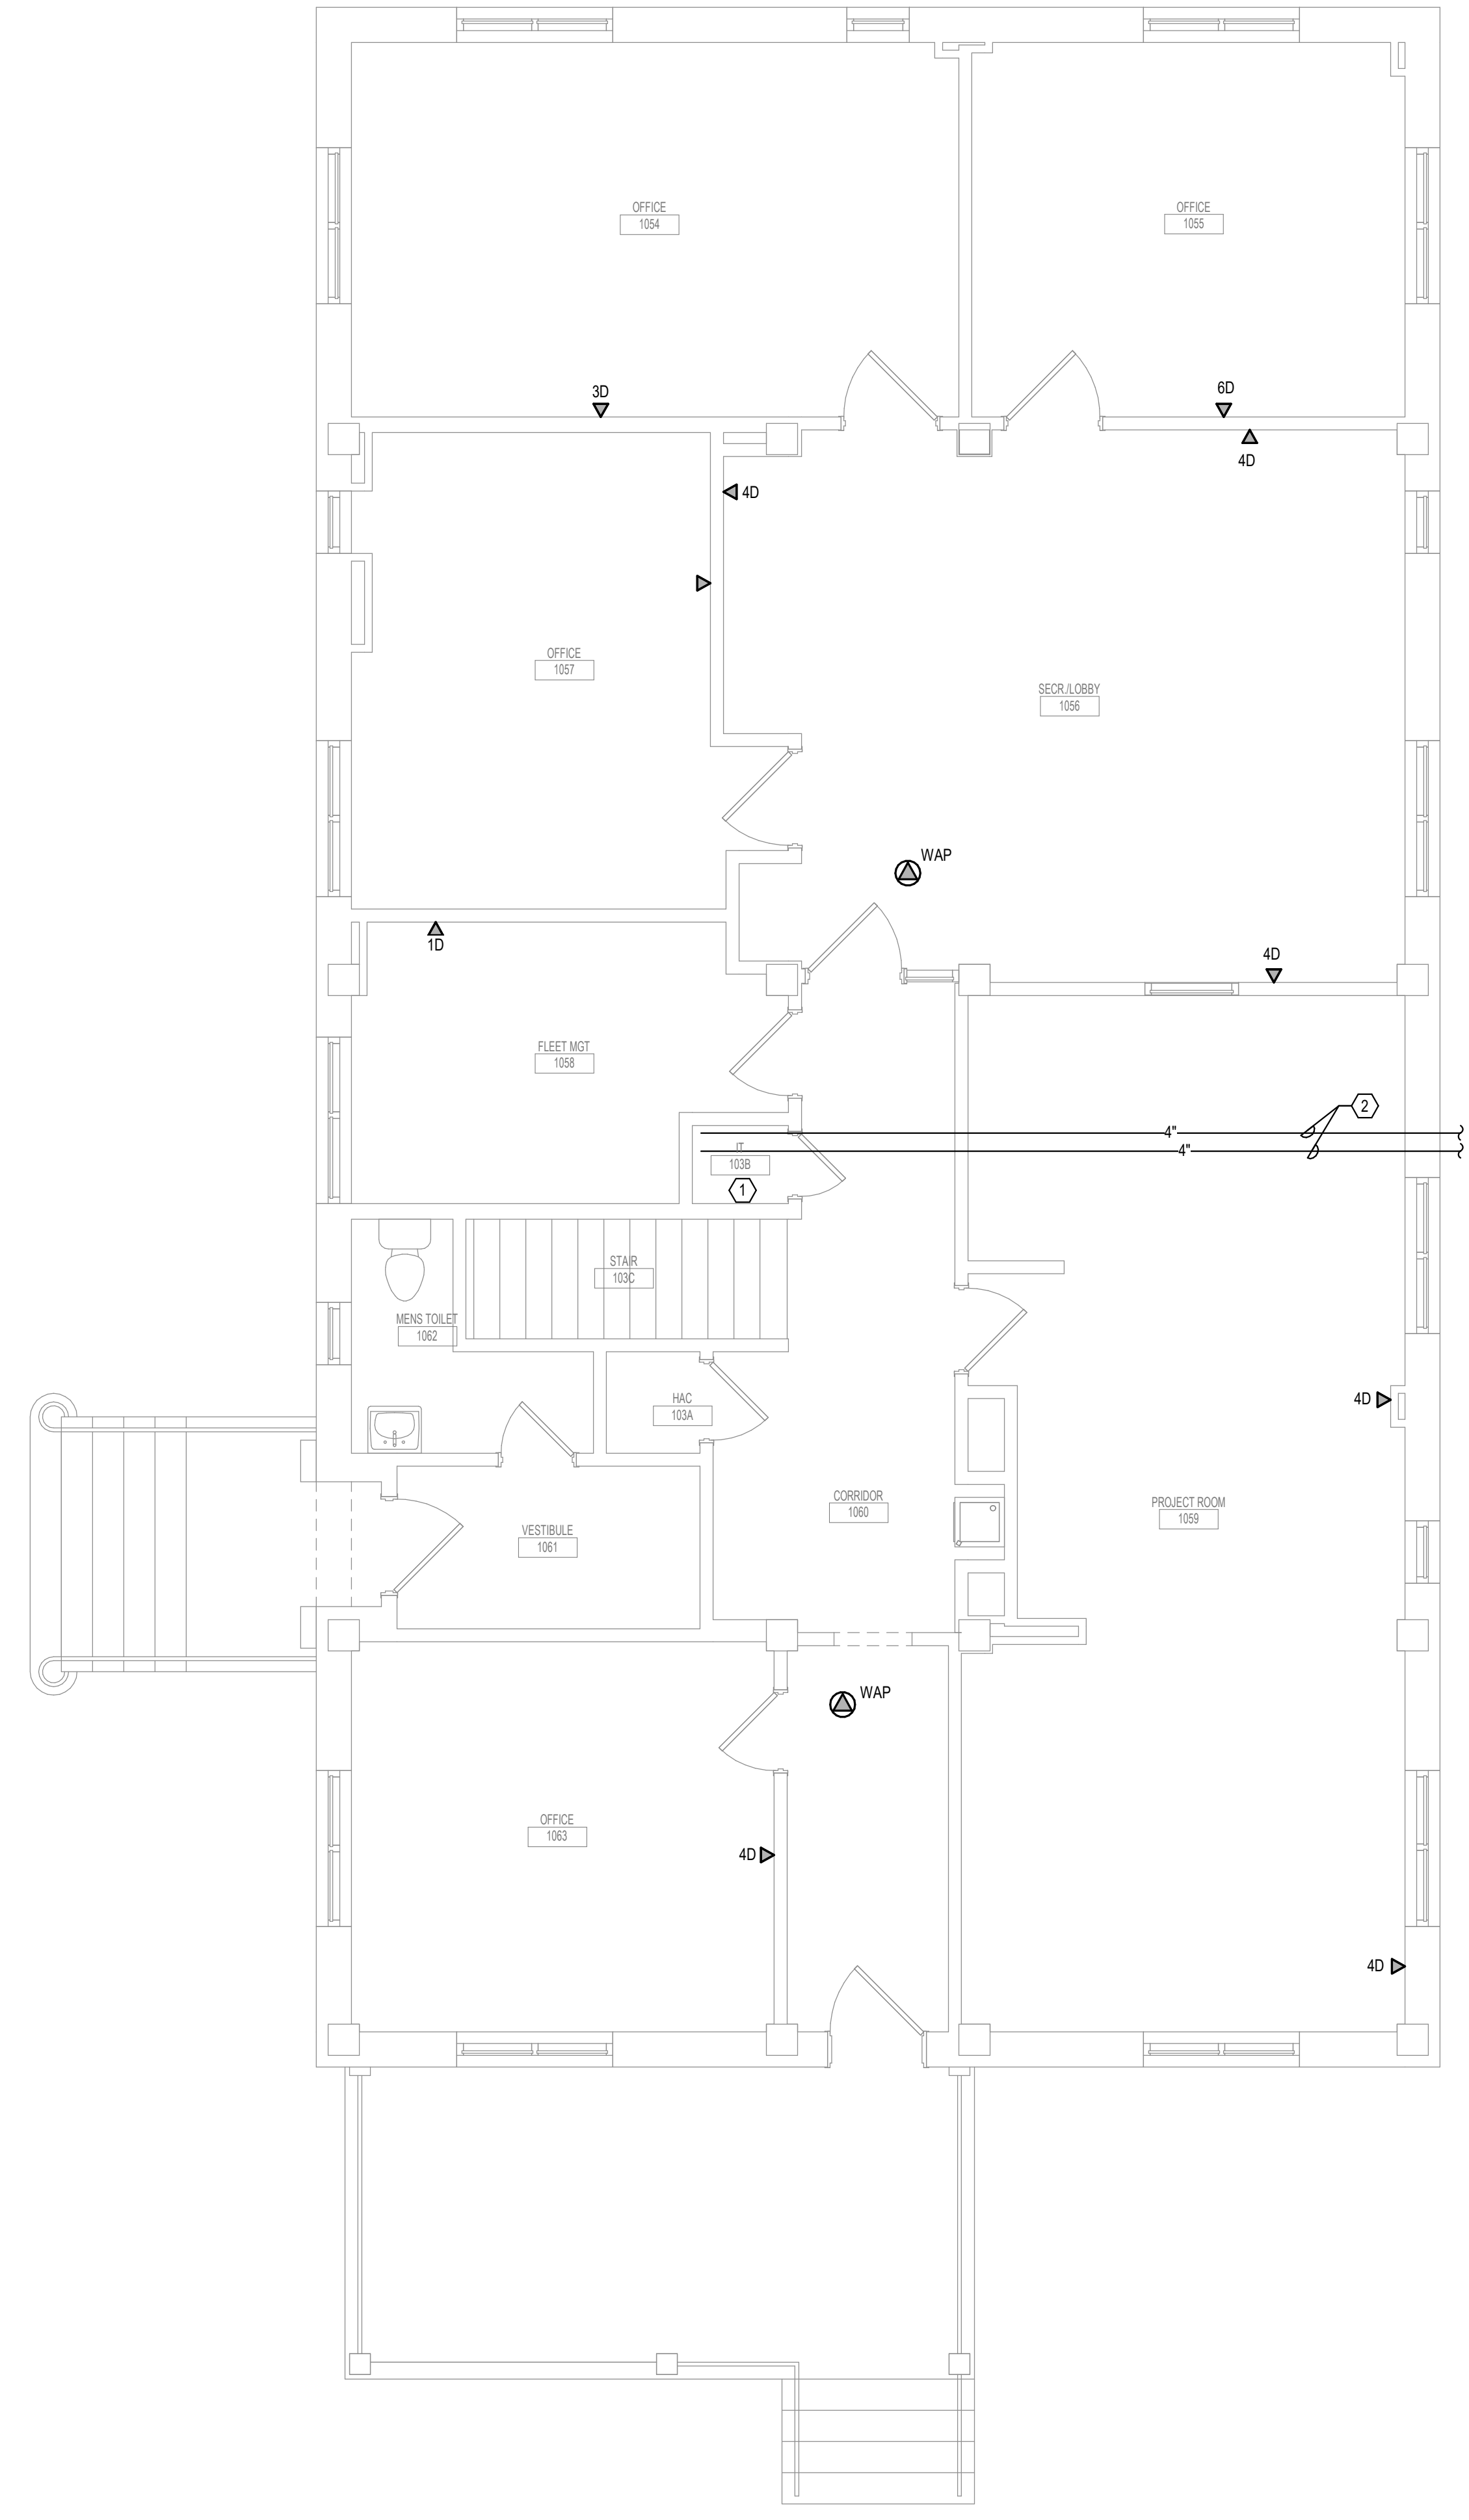 OFFICE
1054
OFFICE
1055
3D
6D
4D
4D
OFFICE
1057
SECR./LOBBY
1056
WAP
1D
4D
FLEET MGT
1058
2
4"
4"
IT
103B
1
STAIR
103C
MENS TOILET
1062
HAC
103A
4D
CORRIDOR
1060
PROJECT ROOM
1059
VESTIBULE
1061
WAP
OFFICE
1063
4D
4D